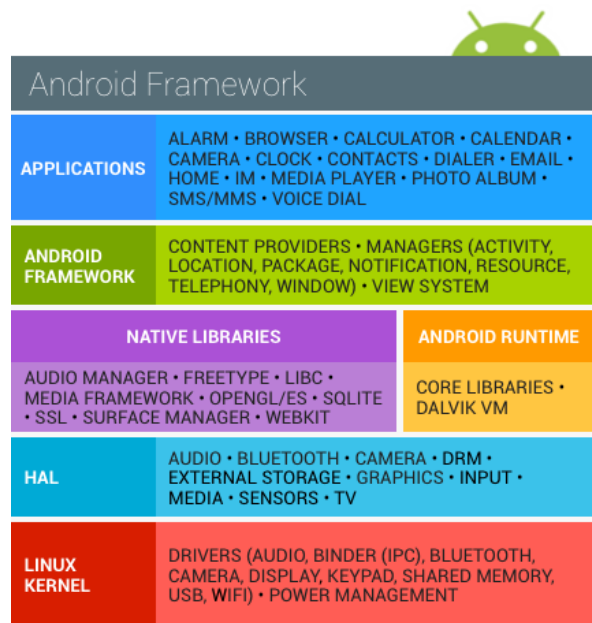 Android Framework
APPLICATIONS
ALARM • BROWSER • CALCULATOR • CALENDAR •
CAMERA • CLOCK • CONTACTS • DIALER • EMAIL •
HOME • IM • MEDIA PLAYER • PHOTO ALBUM •
SMS/MMS • VOICE DIAL
ANDROID
FRAMEWORK
CONTENT PROVIDERS • MANAGERS (ACTIVITY,
LOCATION, PACKAGE, NOTIFICATION, RESOURCE,
TELEPHONY, WINDOW) • VIEW SYSTEM
NATIVE LIBRARIES
AUDIO MANAGER • FREETYPE • LIBC •
MEDIA FRAMEWORK • OPENGL/ES • SQLITE
• SSL • SURFACE MANAGER • WEBKIT
ANDROID RUNTIME
CORE LIBRARIES •
DALVIK VM
HAL
AUDIO • BLUETOOTH • CAMERA • DRM •
EXTERNAL STORAGE • GRAPHICS • INPUT •
MEDIA • SENSORS • TV
LINUX
KERNEL
DRIVERS (AUDIO, BINDER (IPC), BLUETOOTH,
CAMERA, DISPLAY, KEYPAD, SHARED MEMORY,
USB, WIFI) • POWER MANAGEMENT